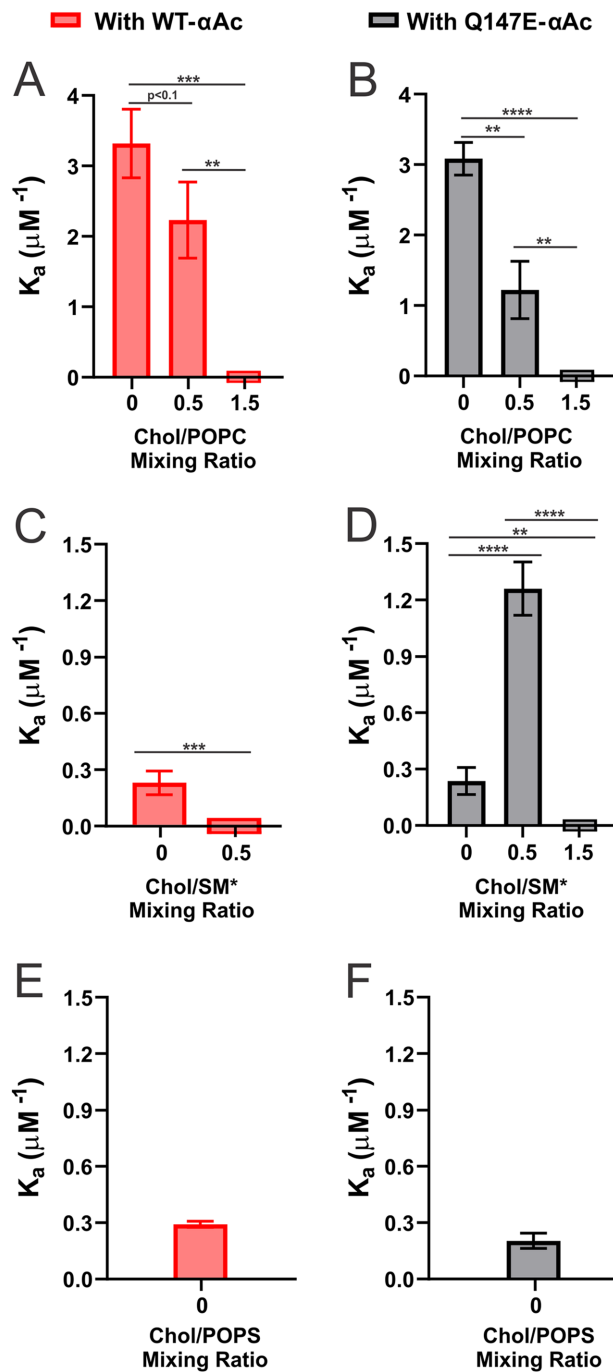 With WT-αAc
With Q147E-αAc
A
***
p<0.1
**
4
3
2
1
0
Kₐ (μM⁻¹)
0 0.5 1.5
Chol/POPC
Mixing Ratio
B
****
**
**
4
3
2
1
0
Kₐ (μM⁻¹)
0 0.5 1.5
Chol/POPC
Mixing Ratio
C
1.5
1.2
0.9
0.6
0.3
0.0
Kₐ (μM⁻¹)
***
0 0.5
Chol/SM*
Mixing Ratio
D
****
**
****
1.5
1.2
0.9
0.6
0.3
0.0
Kₐ (μM⁻¹)
0 0.5 1.5
Chol/SM*
Mixing Ratio
E
1.5
1.2
0.9
0.6
0.3
0.0
Kₐ (μM⁻¹)
0
Chol/POPS
Mixing Ratio
F
1.5
1.2
0.9
0.6
0.3
0.0
Kₐ (μM⁻¹)
0
Chol/POPS
Mixing Ratio